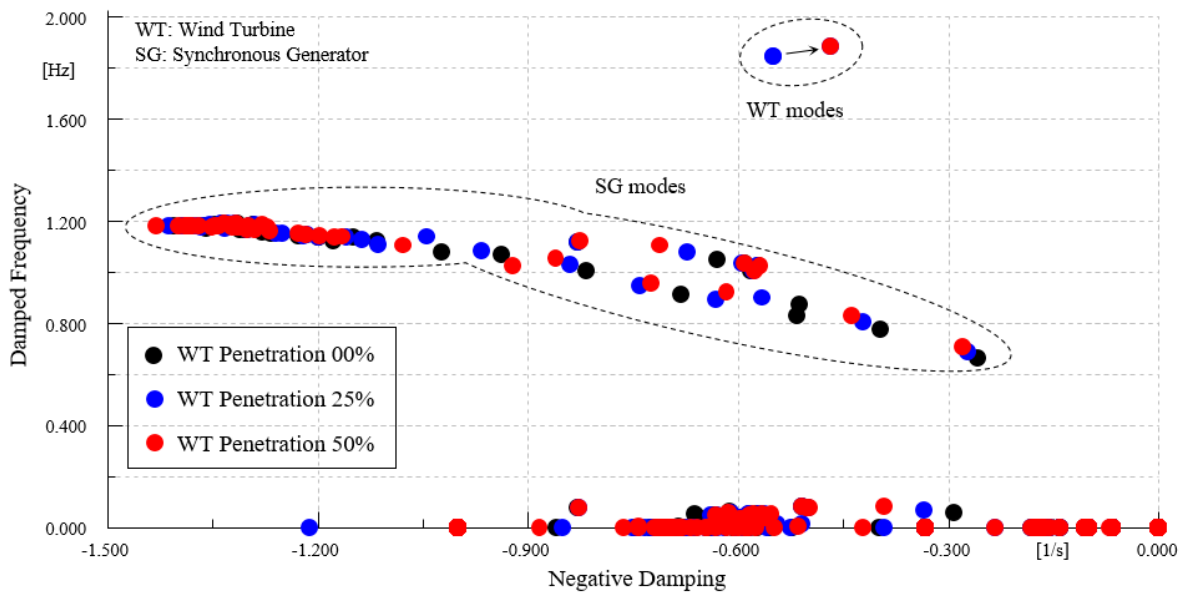 2.000
WT: Wind Turbine
SG: Synchronous Generator
[Hz]
WT modes
1.600
SG modes
1.200
Damped Frequency
0.800
WT Penetration 00%
WT Penetration 25%
0.400
WT Penetration 50%
0.000
-1.500 -1.200 -0.900 -0.600 -0.300 [1/s] 0.000
Negative Damping